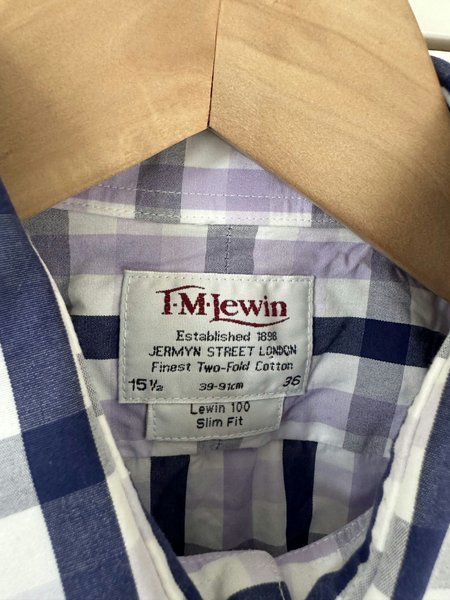 T·M·Lewin
Established 1898
JERMYN STREET LONDON
Finest Two-Fold Cotton
15½ 39-91cm 36
Lewin 100
Slim Fit